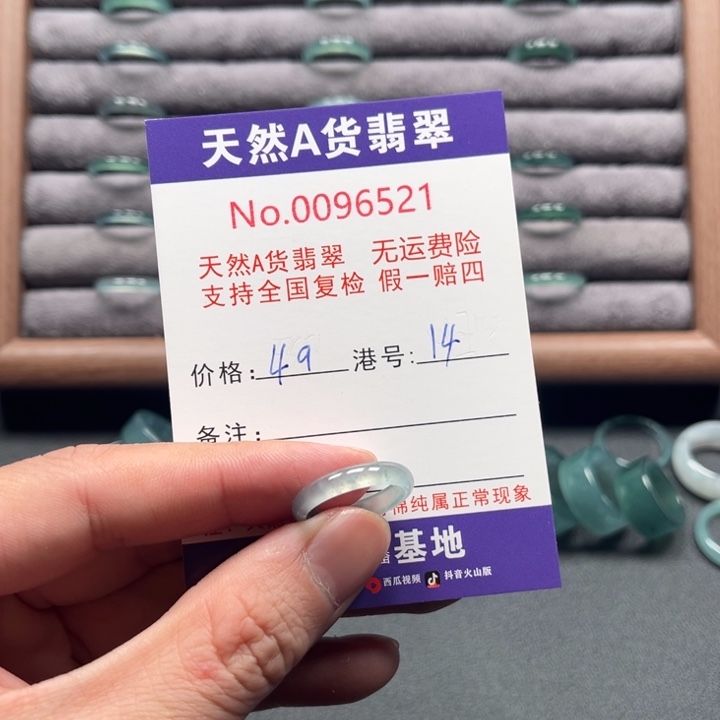 天然A货翡翠
No.0096521
天然A货翡翠 无运费险
支持全国复检 假一赔四
价格: 49 港号: 14
备注:
棉纯属正常现象
基地
西瓜视频 抖音火山版